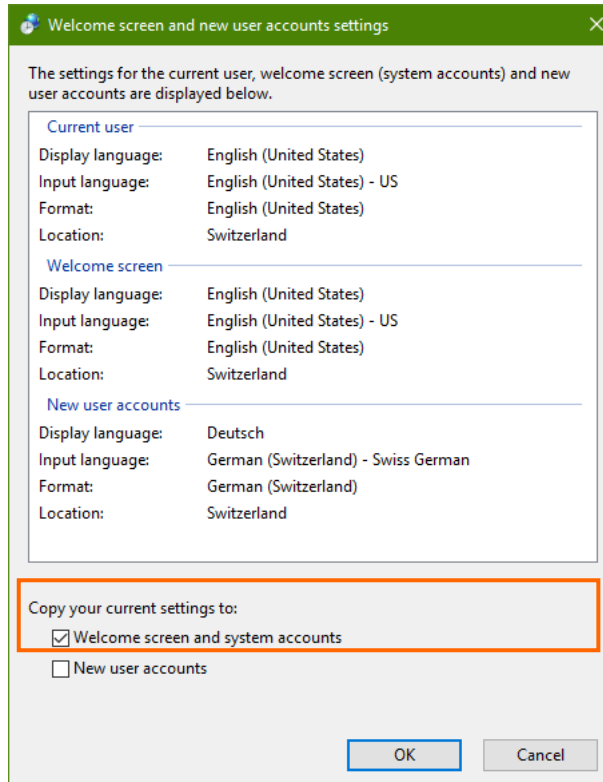 Welcome screen and new user accounts settings
The settings for the current user, welcome screen (system accounts) and new
user accounts are displayed below.
Current user
Display language: English (United States)
Input language: English (United States) - US
Format: English (United States)
Location: Switzerland
Welcome screen
Display language: English (United States)
Input language: English (United States) - US
Format: English (United States)
Location: Switzerland
New user accounts
Display language: Deutsch
Input language: German (Switzerland) - Swiss German
Format: German (Switzerland)
Location: Switzerland
Copy your current settings to:
Welcome screen and system accounts
New user accounts
OK Cancel